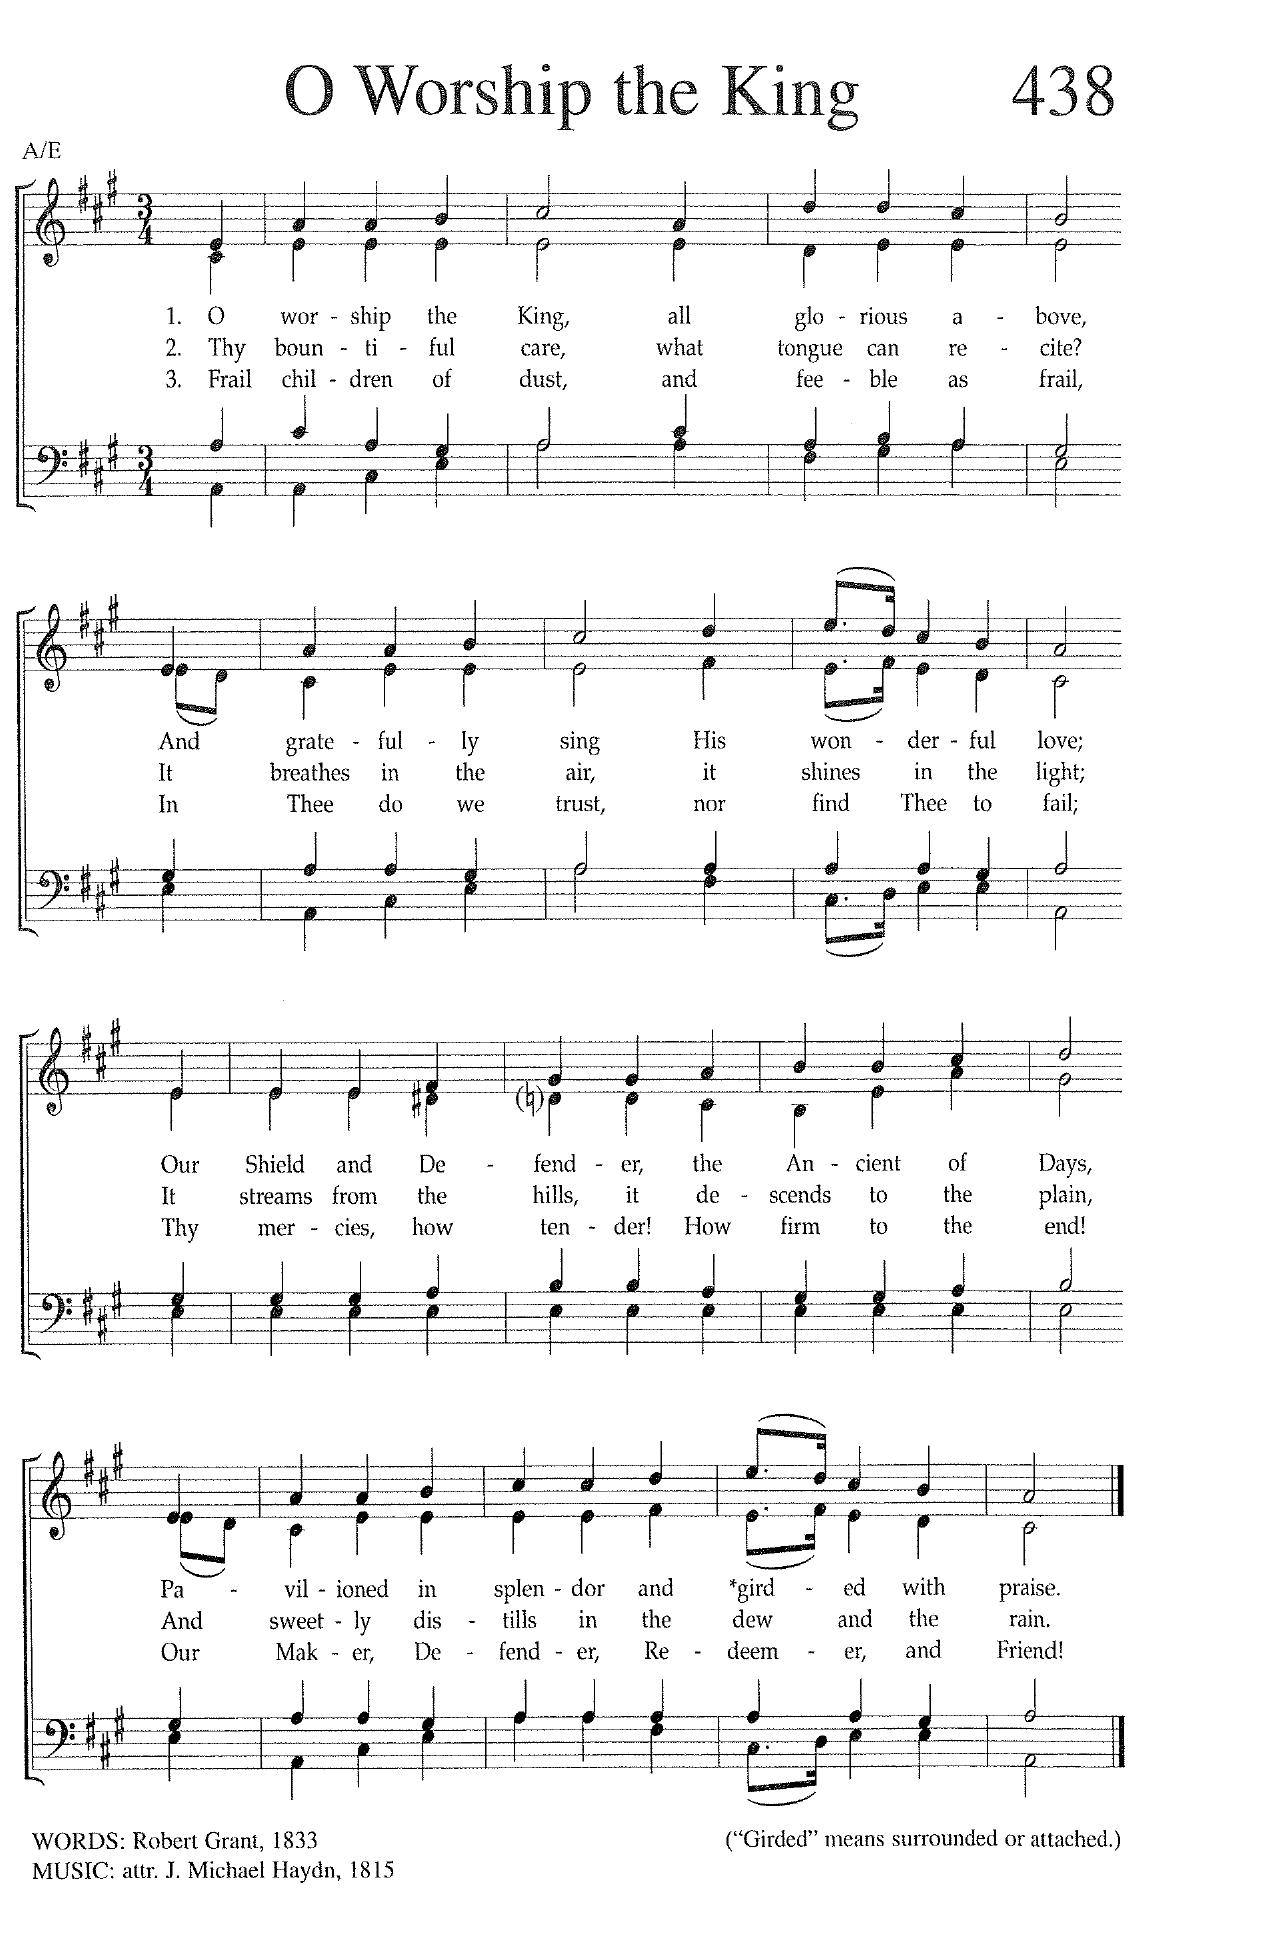 O Worship the King 438
A/E
1. O wor - ship the King, all glo - rious a - bove,
2. Thy boun - ti - ful care, what tongue can re - cite?
3. Frail chil - dren of dust, and fee - ble as frail,
And grate - ful - ly sing His won - der - ful love;
It breathes in the air, it shines in the light;
In Thee do we trust, nor find Thee to fail;
Our Shield and De - fend - er, the An - cient of Days,
It streams from the hills, it de - scends to the plain,
Thy mer - cies, how ten - der! How firm to the end!
Pa - vil - ioned in splen - dor and *gird - ed with praise.
And sweet - ly dis - tills in the dew and the rain.
Our Mak - er, De - fend - er, Re - deem - er, and Friend!
WORDS: Robert Grant, 1833 (“Girded” means surrounded or attached.)
MUSIC: attr. J. Michael Haydn, 1815